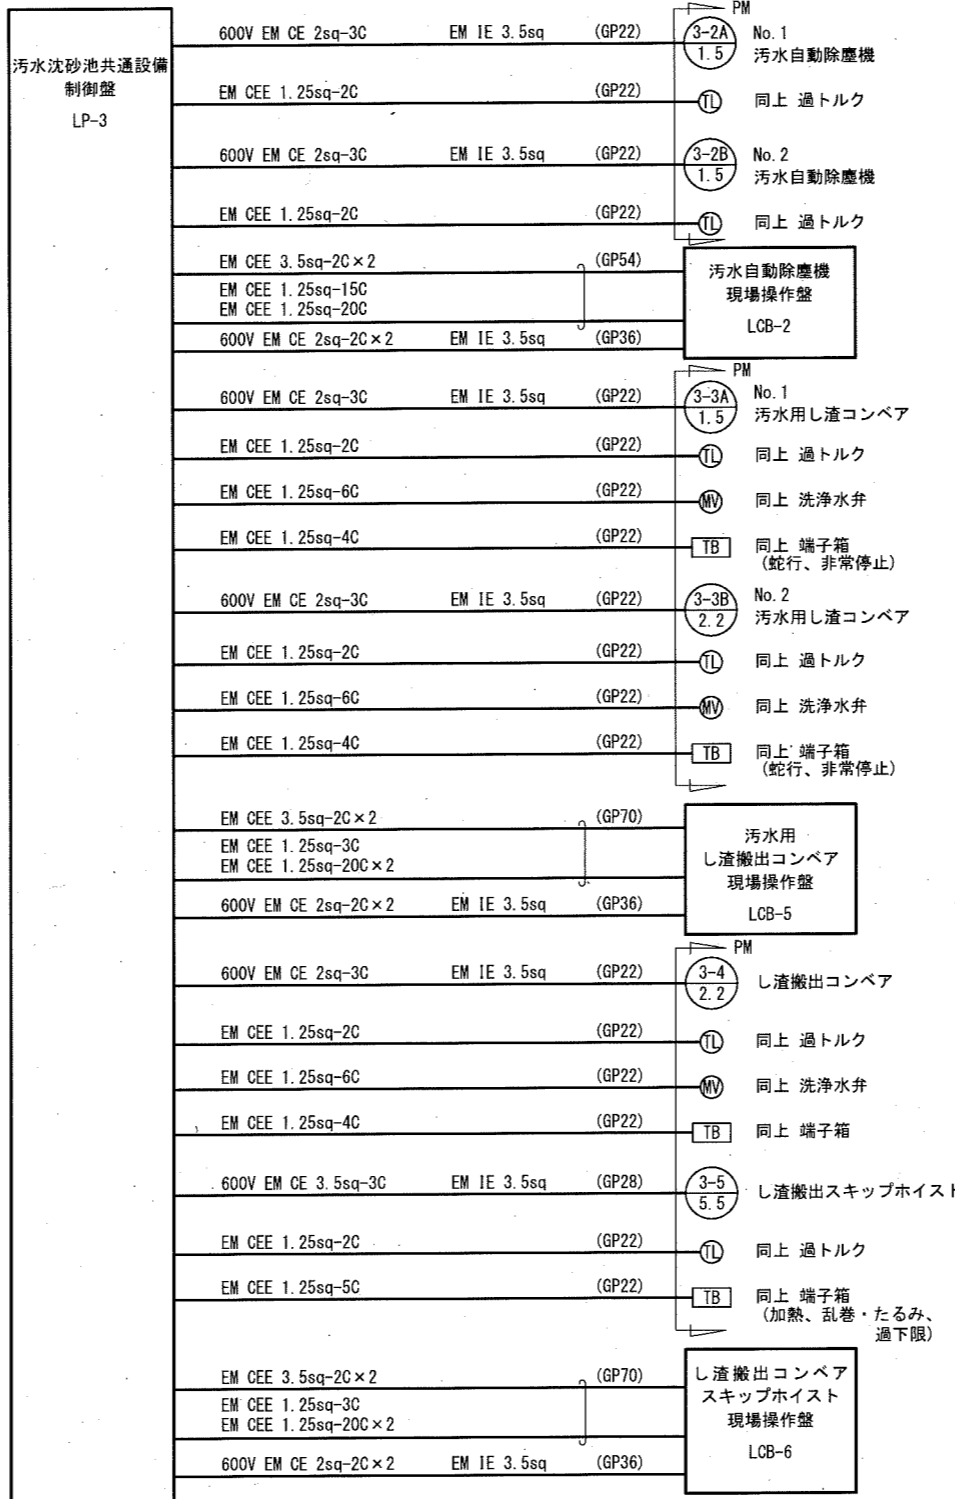 汚水沈砂池共通設備
制御盤
LP-3
PM
600V EM CE 2sq-3C EM IE 3.5sq (GP22) 3-2A 1.5 No.1
汚水自動除塵機
EM CEE 1.25sq-2C (GP22) TL 同上 過トルク
600V EM CE 2sq-3C EM IE 3.5sq (GP22) 3-2B 1.5 No.2
汚水自動除塵機
EM CEE 1.25sq-2C (GP22) TL 同上 過トルク
EM CEE 3.5sq-2C×2 (GP54)
EM CEE 1.25sq-15C
EM CEE 1.25sq-20C
600V EM CE 2sq-2C×2 EM IE 3.5sq (GP36)
汚水自動除塵機
現場操作盤
LCB-2
PM
600V EM CE 2sq-3C EM IE 3.5sq (GP22) 3-3A 1.5 No.1
汚水用し渣コンベア
EM CEE 1.25sq-2C (GP22) TL 同上 過トルク
EM CEE 1.25sq-6C (GP22) MV 同上 洗浄水弁
EM CEE 1.25sq-4C (GP22) TB 同上 端子箱
(蛇行、非常停止)
600V EM CE 2sq-3C EM IE 3.5sq (GP22) 3-3B 2.2 No.2
汚水用し渣コンベア
EM CEE 1.25sq-2C (GP22) TL 同上 過トルク
EM CEE 1.25sq-6C (GP22) MV 同上 洗浄水弁
EM CEE 1.25sq-4C (GP22) TB 同上 端子箱
(蛇行、非常停止)
EM CEE 3.5sq-2C×2 (GP70)
EM CEE 1.25sq-3C
EM CEE 1.25sq-20C×2
600V EM CE 2sq-2C×2 EM IE 3.5sq (GP36)
汚水用
し渣搬出コンベア
現場操作盤
LCB-5
PM
600V EM CE 2sq-3C EM IE 3.5sq (GP22) 3-4 2.2 し渣搬出コンベア
EM CEE 1.25sq-2C (GP22) TL 同上 過トルク
EM CEE 1.25sq-6C (GP22) MV 同上 洗浄水弁
EM CEE 1.25sq-4C (GP22) TB 同上 端子箱
600V EM CE 3.5sq-3C EM IE 3.5sq (GP28) 3-5 5.5 し渣搬出スキップホイスト
EM CEE 1.25sq-2C (GP22) TL 同上 過トルク
EM CEE 1.25sq-5C (GP22) TB 同上 端子箱
(加熱、乱巻・たるみ、
過下限)
EM CEE 3.5sq-2C×2 (GP70)
EM CEE 1.25sq-3C
EM CEE 1.25sq-20C×2
600V EM CE 2sq-2C×2 EM IE 3.5sq (GP36)
し渣搬出コンベア
スキップホイスト
現場操作盤
LCB-6